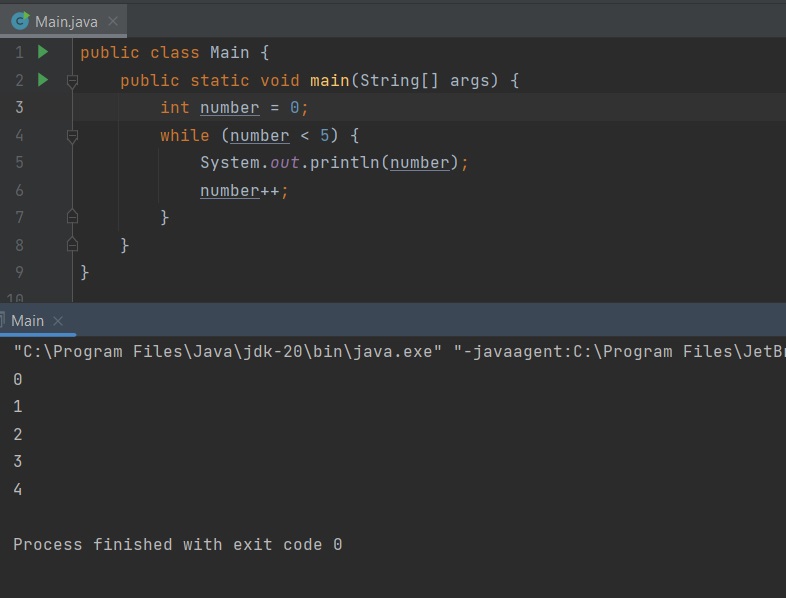 Main.java
1 public class Main {
2 public static void main(String[] args) {
3 int number = 0;
4 while (number < 5) {
5 System.out.println(number);
6 number++;
7 }
8 }
9 }
10
Main
"C:\Program Files\Java\jdk-20\bin\java.exe" "-javaagent:C:\Program Files\JetBr
0
1
2
3
4
Process finished with exit code 0